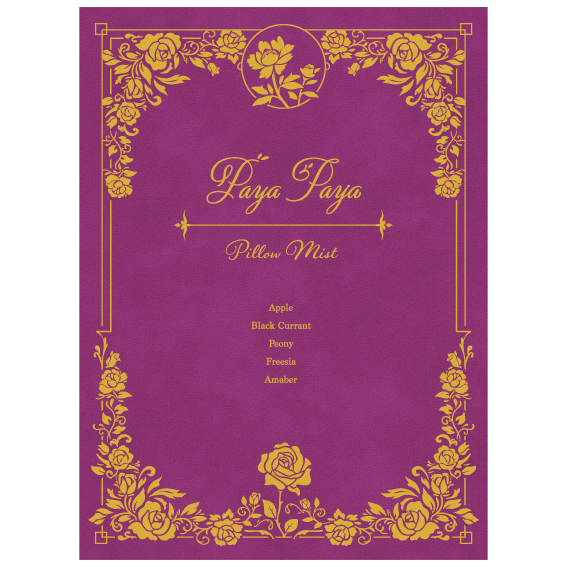 Paya Paya
Pillow Mist
Apple
Black Currant
Peony
Freesia
Amaber